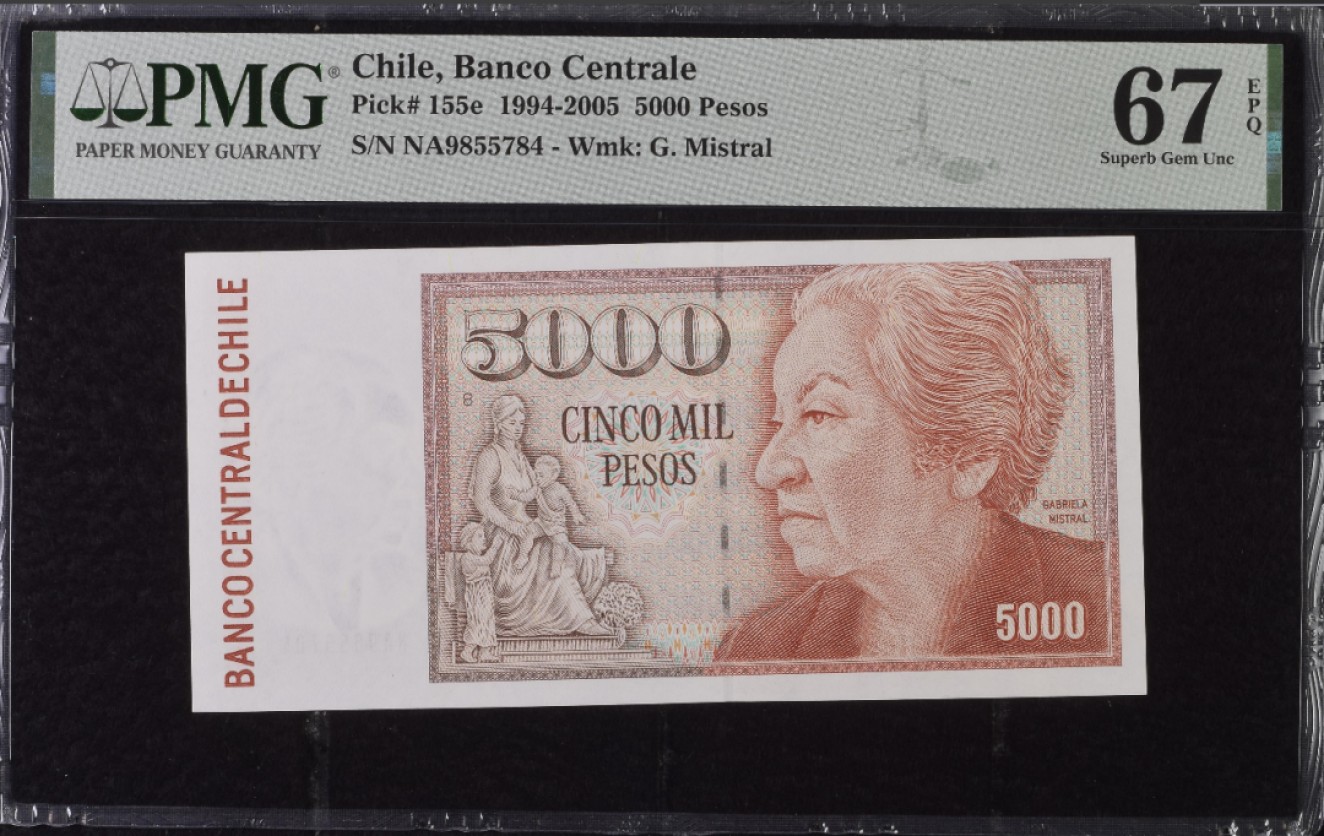 PMG®
PAPER MONEY GUARANTY
Chile, Banco Centrale
Pick# 155e 1994-2005 5000 Pesos
S/N NA9855784 - Wmk: G. Mistral
67
EPQ
Superb Gem Unc
BANCO CENTRAL DE CHILE
5000
B
CINCO MIL
PESOS
GABRIELA
MISTRAL
5000